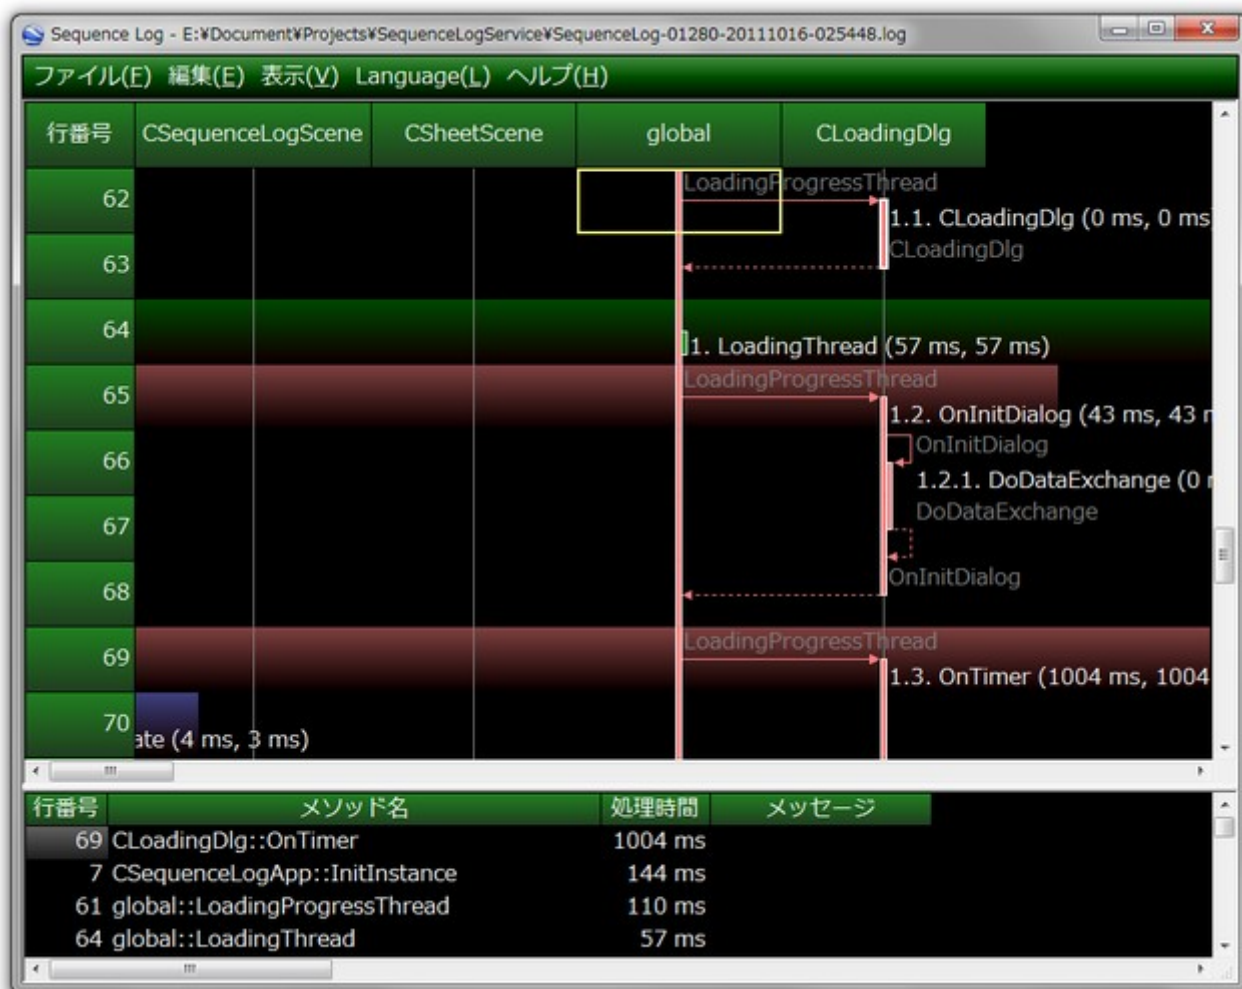 Sequence Log - E:¥Document¥Projects¥SequenceLogService¥SequenceLog-01280-20111016-025448.log
ファイル(F) 編集(E) 表示(V) Language(L) ヘルプ(H)
行番号 CSequenceLogScene CSheetScene global CLoadingDlg
62 LoadingProgressThread
1.1. CLoadingDlg (0 ms, 0 ms
63 CLoadingDlg
64 1. LoadingThread (57 ms, 57 ms)
65 LoadingProgressThread
1.2. OnInitDialog (43 ms, 43 m
66 OnInitDialog
1.2.1. DoDataExchange (0 m
67 DoDataExchange
68 OnInitDialog
69 LoadingProgressThread
1.3. OnTimer (1004 ms, 1004
70 ate (4 ms, 3 ms)
行番号 メソッド名 処理時間 メッセージ
69 CLoadingDlg::OnTimer 1004 ms
7 CSequenceLogApp::InitInstance 144 ms
61 global::LoadingProgressThread 110 ms
64 global::LoadingThread 57 ms